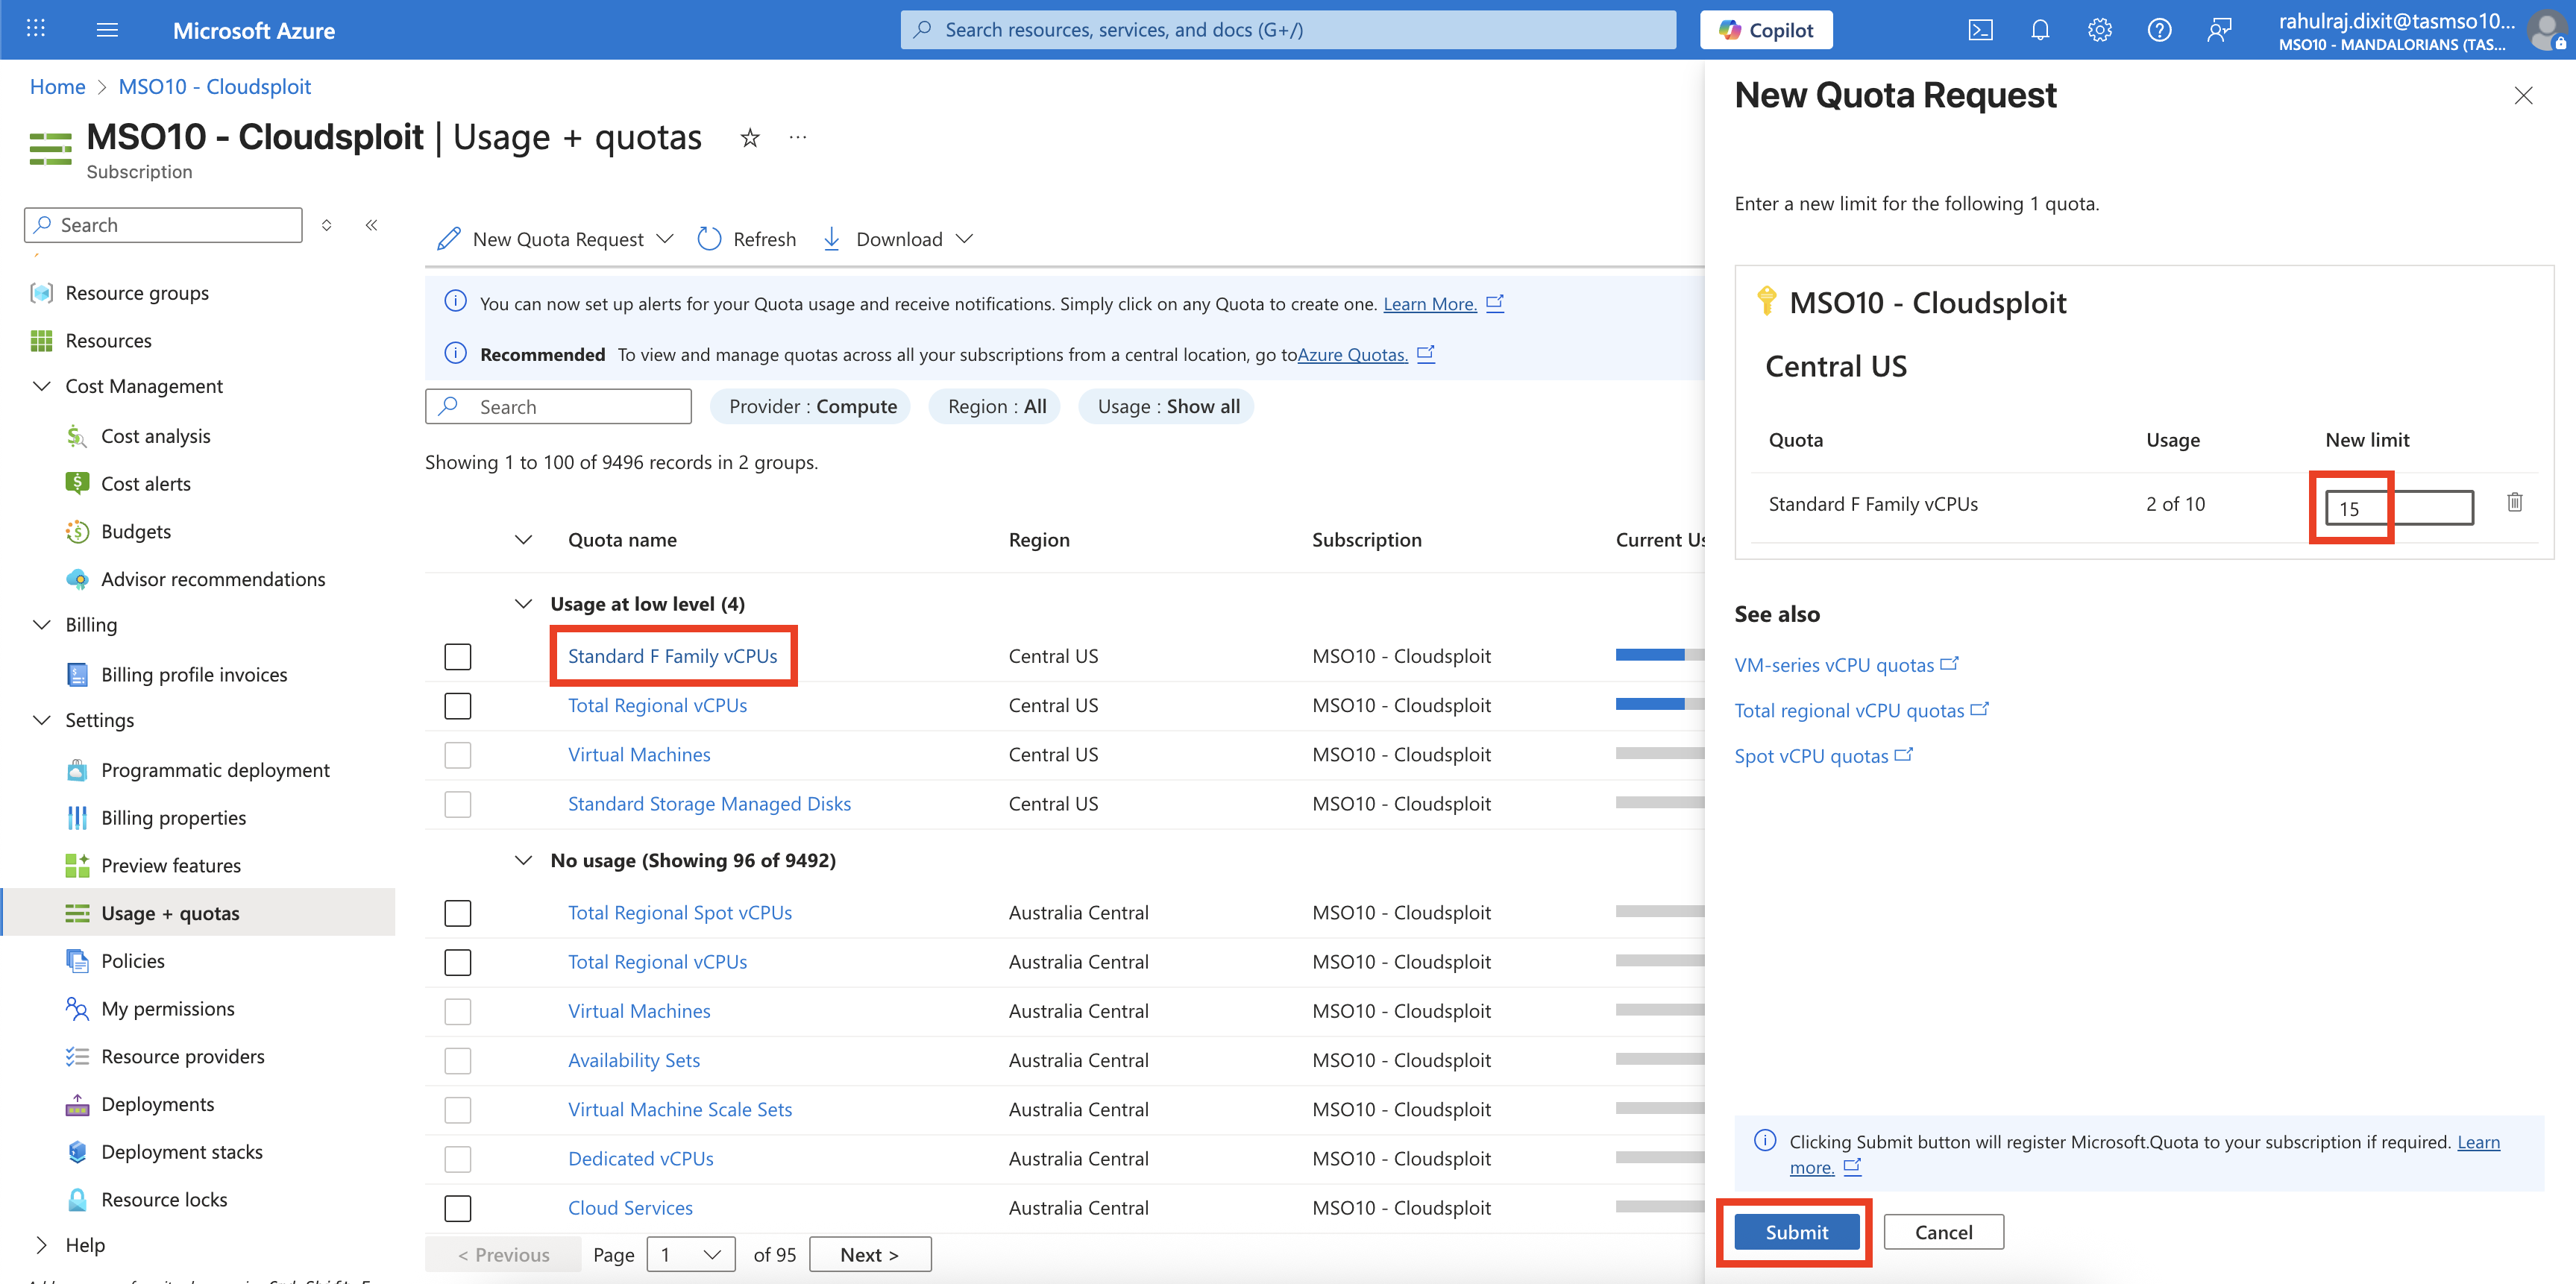 Microsoft Azure
Search resources, services, and docs (G+/)
Copilot
rahulraj.dixit@tasmso10...
MSO10 - MANDALORIANS (TAS...
Home > MSO10 - Cloudsploit
MSO10 - Cloudsploit | Usage + quotas
Subscription
Search
Resource groups
Resources
Cost Management
Cost analysis
Cost alerts
Budgets
Advisor recommendations
Billing
Billing profile invoices
Settings
Programmatic deployment
Billing properties
Preview features
Usage + quotas
Policies
My permissions
Resource providers
Deployments
Deployment stacks
Resource locks
Help
New Quota Request
Refresh
Download
You can now set up alerts for your Quota usage and receive notifications. Simply click on any Quota to create one. Learn More.
Recommended To view and manage quotas across all your subscriptions from a central location, go toAzure Quotas.
Search
Provider : Compute
Region : All
Usage : Show all
Showing 1 to 100 of 9496 records in 2 groups.
Quota name Region Subscription Current Us
Usage at low level (4)
Standard F Family vCPUs Central US MSO10 - Cloudsploit
Total Regional vCPUs Central US MSO10 - Cloudsploit
Virtual Machines Central US MSO10 - Cloudsploit
Standard Storage Managed Disks Central US MSO10 - Cloudsploit
No usage (Showing 96 of 9492)
Total Regional Spot vCPUs Australia Central MSO10 - Cloudsploit
Total Regional vCPUs Australia Central MSO10 - Cloudsploit
Virtual Machines Australia Central MSO10 - Cloudsploit
Availability Sets Australia Central MSO10 - Cloudsploit
Virtual Machine Scale Sets Australia Central MSO10 - Cloudsploit
Dedicated vCPUs Australia Central MSO10 - Cloudsploit
Cloud Services Australia Central MSO10 - Cloudsploit
< Previous Page 1 of 95 Next >
New Quota Request
Enter a new limit for the following 1 quota.
MSO10 - Cloudsploit
Central US
Quota Usage New limit
Standard F Family vCPUs 2 of 10 15
See also
VM-series vCPU quotas
Total regional vCPU quotas
Spot vCPU quotas
Clicking Submit button will register Microsoft.Quota to your subscription if required. Learn
more.
Submit Cancel